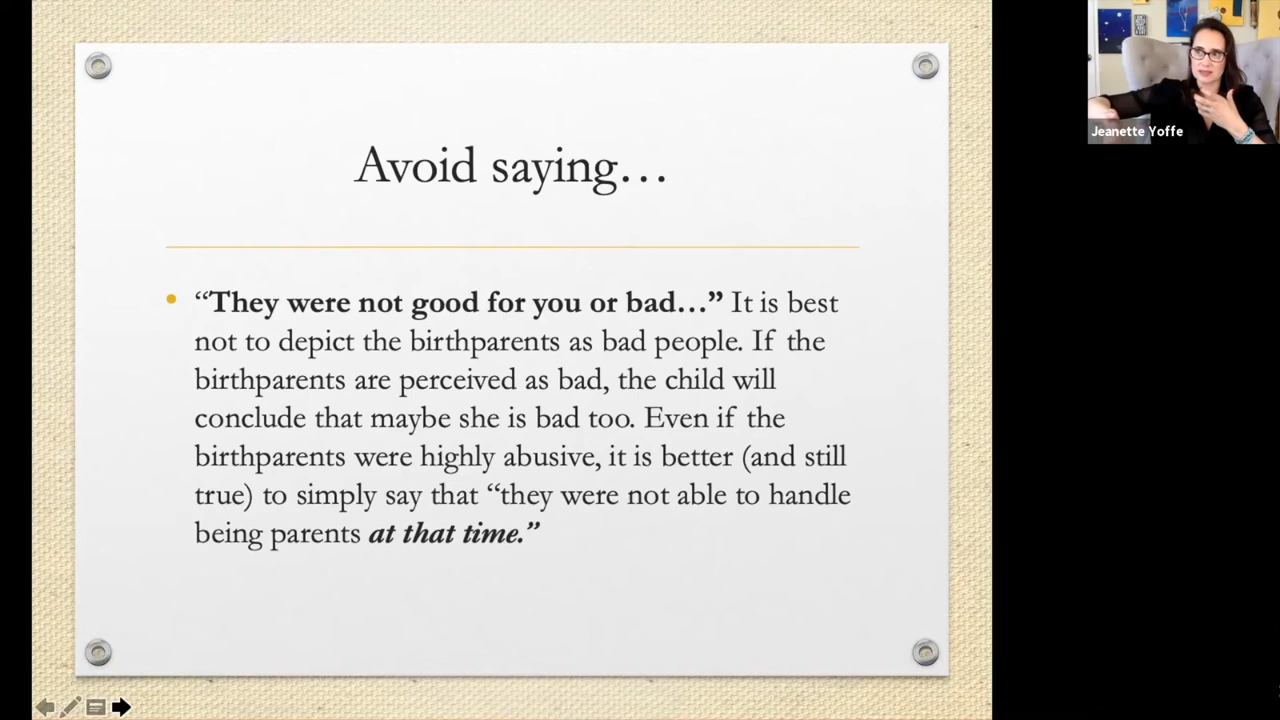 Avoid saying…
“They were not good for you or bad…” It is best
not to depict the birthparents as bad people. If the
birthparents are perceived as bad, the child will
conclude that maybe she is bad too. Even if the
birthparents were highly abusive, it is better (and still
true) to simply say that “they were not able to handle
being parents at that time.”
Jeanette Yoffe